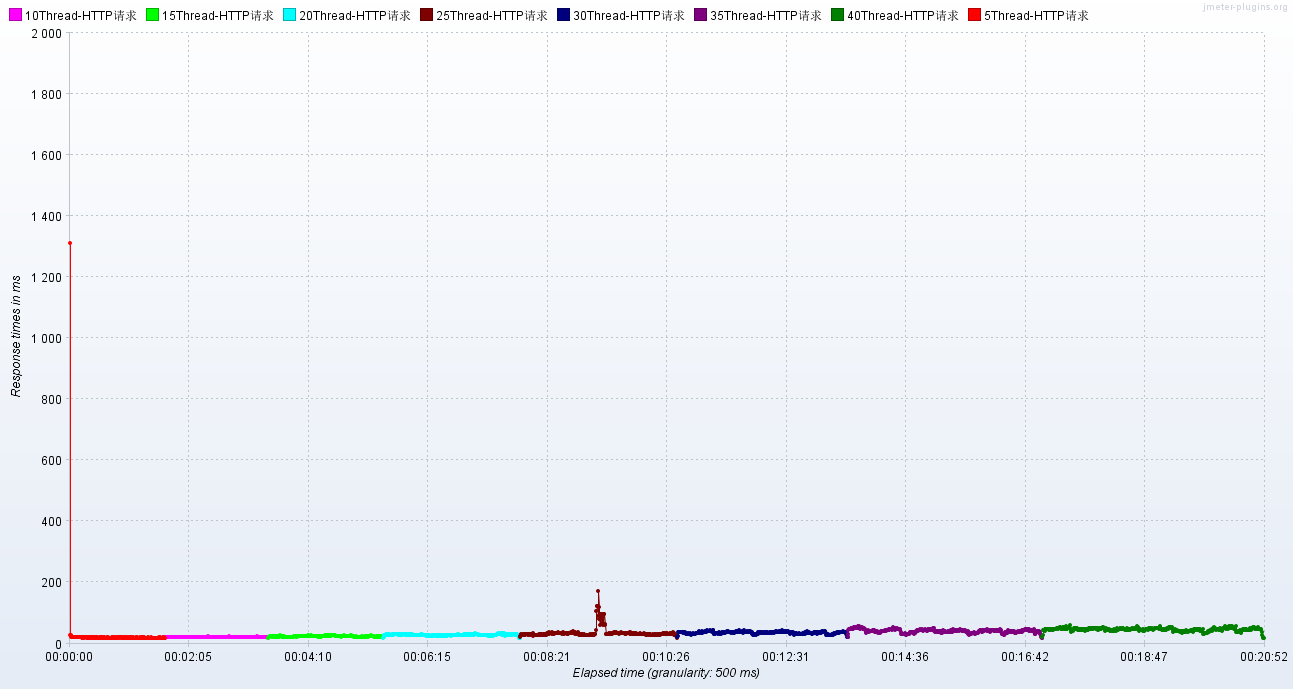 10Thread-HTTP请求 15Thread-HTTP请求 20Thread-HTTP请求 25Thread-HTTP请求 30Thread-HTTP请求 35Thread-HTTP请求 40Thread-HTTP请求 5Thread-HTTP请求
jmeter-plugins.org
2 000
1 800
1 600
1 400
1 200
1 000
800
600
400
200
0
Response times in ms
00:00:00 00:02:05 00:04:10 00:06:15 00:08:21 00:10:26 00:12:31 00:14:36 00:16:42 00:18:47 00:20:52
Elapsed time (granularity: 500 ms)